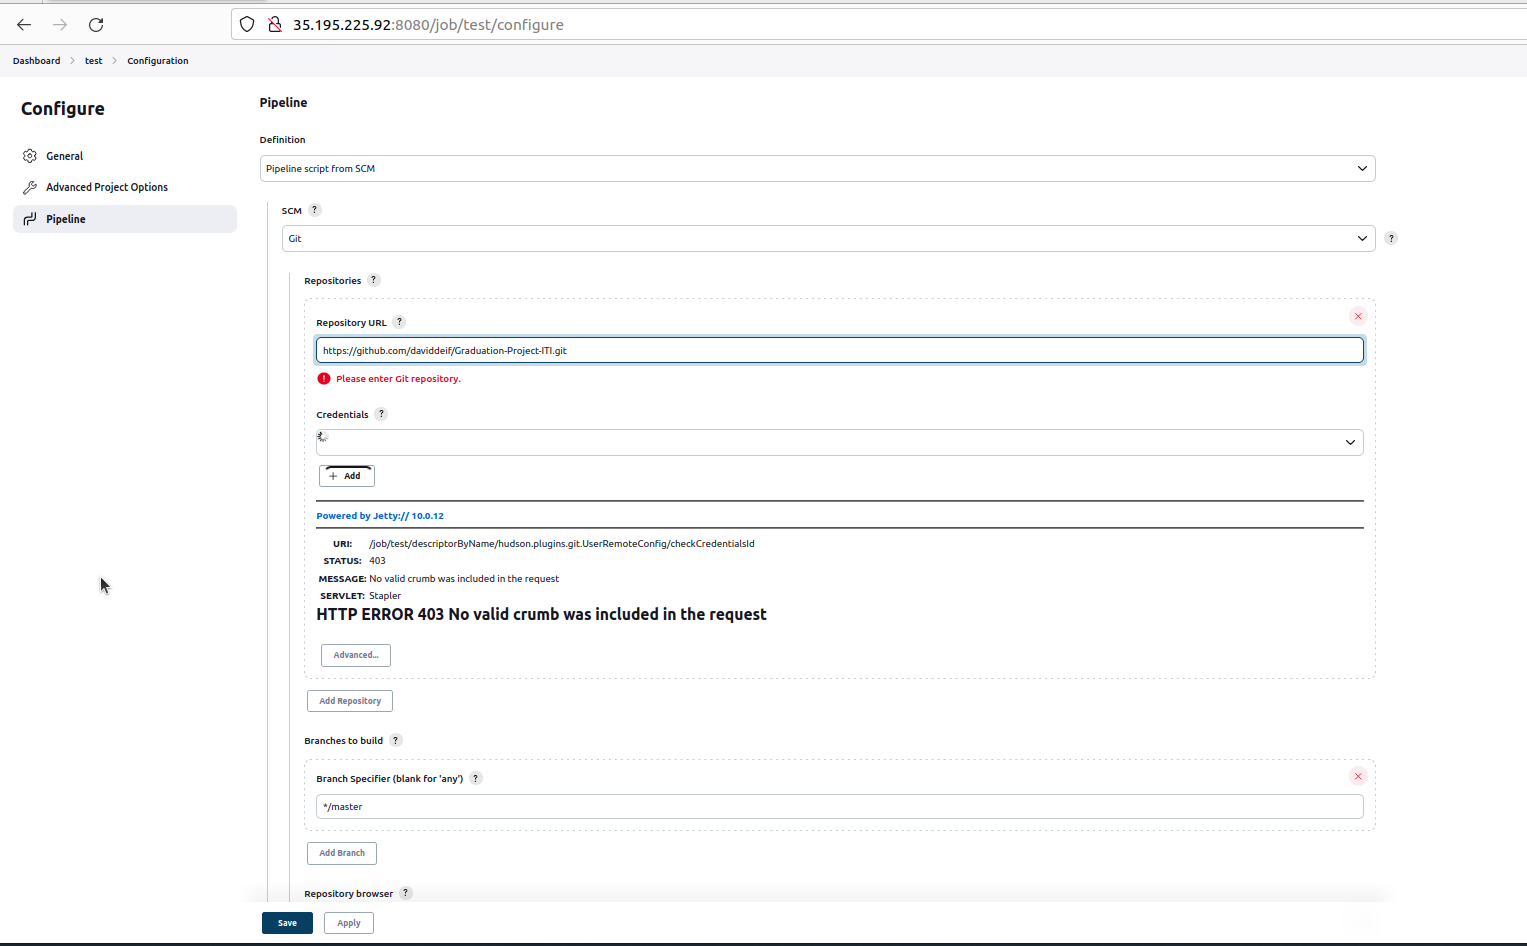 35.195.225.92:8080/job/test/configure
Dashboard > test > Configuration
Configure
General
Advanced Project Options
Pipeline
Pipeline
Definition
Pipeline script from SCM
SCM ?
Git
?
Repositories ?
Repository URL ?
https://github.com/daviddeif/Graduation-Project-ITI.git
! Please enter Git repository.
Credentials ?
+ Add
Powered by Jetty:// 10.0.12
URI: /job/test/descriptorByName/hudson.plugins.git.UserRemoteConfig/checkCredentialsId
STATUS: 403
MESSAGE: No valid crumb was included in the request
SERVLET: Stapler
HTTP ERROR 403 No valid crumb was included in the request
Advanced...
Add Repository
Branches to build ?
Branch Specifier (blank for 'any') ?
*/master
Add Branch
Repository browser ?
Save
Apply